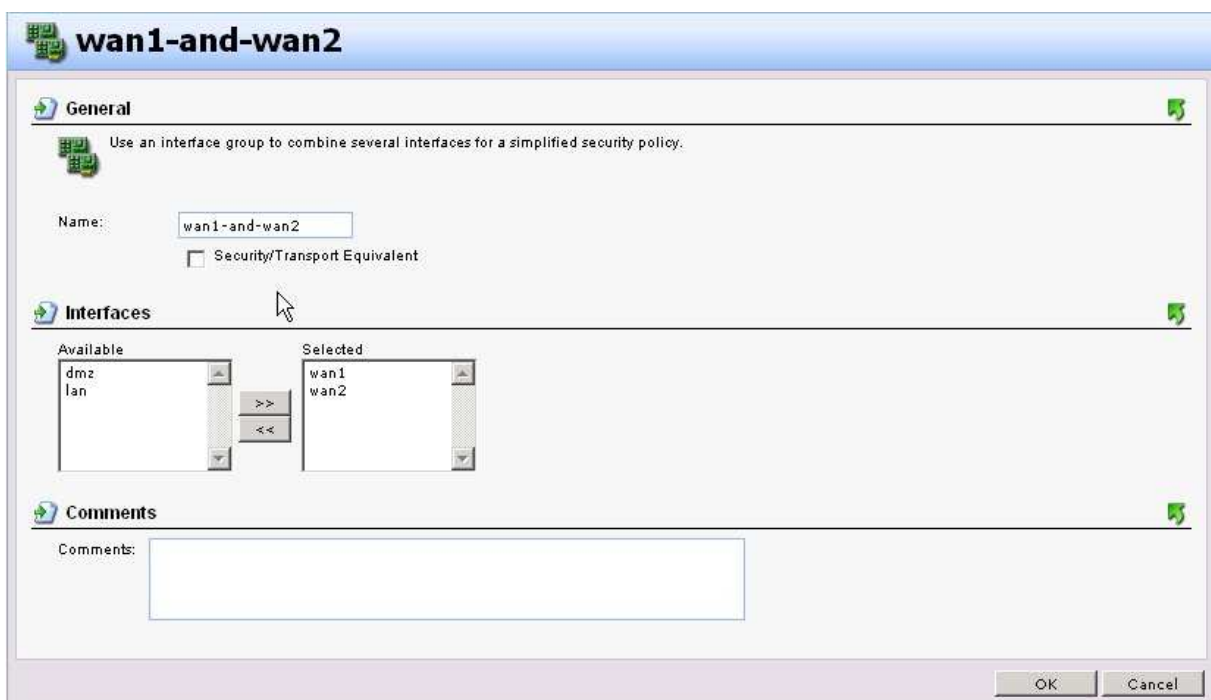 wan1-and-wan2
General
Use an interface group to combine several interfaces for a simplified security policy.
Name:
wan1-and-wan2
Security/Transport Equivalent
Interfaces
Available
Selected
dmz
lan
>>
<<
wan1
wan2
Comments
Comments:
OK
Cancel